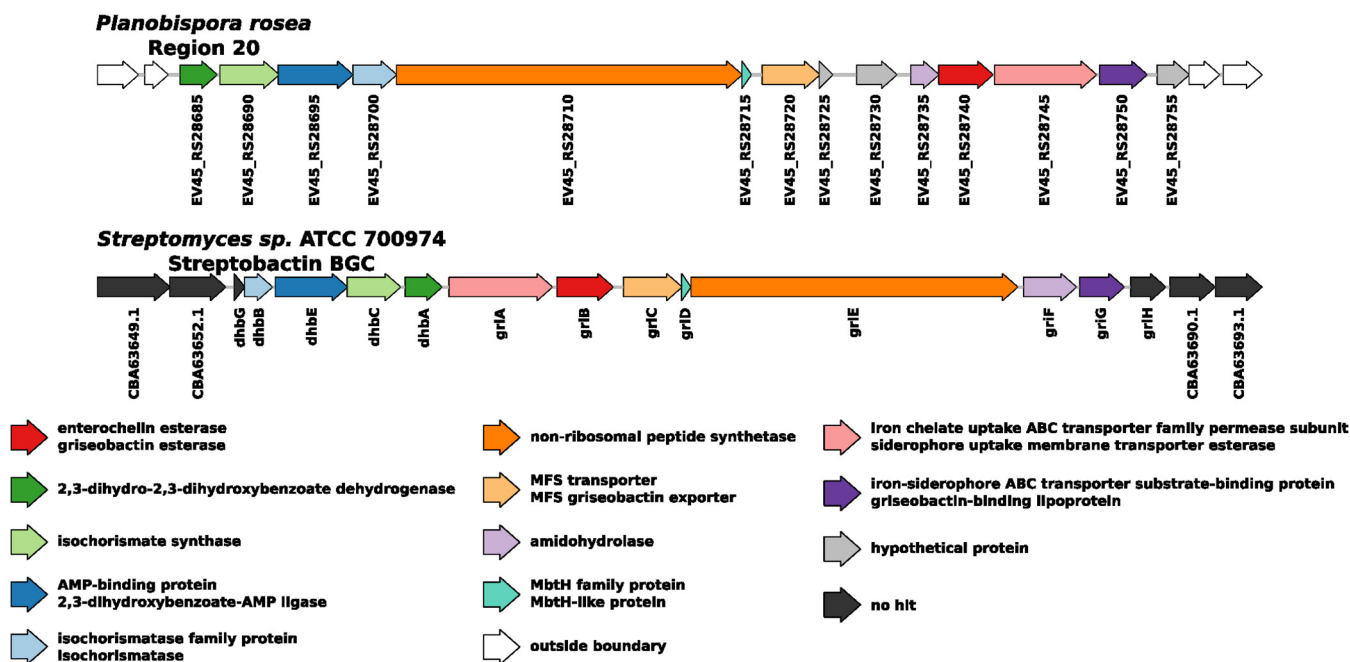 Planobispora rosea
Region 20
EV45_RS28685
EV45_RS28690
EV45_RS28695
EV45_RS28700
EV45_RS28710
EV45_RS28715
EV45_RS28720
EV45_RS28725
EV45_RS28730
EV45_RS28735
EV45_RS28740
EV45_RS28745
EV45_RS28750
EV45_RS28755
Streptomyces sp. ATCC 700974
Streptobactin BGC
CBA63649.1
CBA63652.1
dhbG
dhbB
dhbE
dhbC
dhbA
griA
griB
griC
griD
griE
griF
griG
griH
CBA63690.1
CBA63693.1
enterochelin esterase
griseobactin esterase
2,3-dihydro-2,3-dihydroxybenzoate dehydrogenase
isochorismate synthase
AMP-binding protein
2,3-dihydroxybenzoate-AMP ligase
isochorismatase family protein
isochorismatase
non-ribosomal peptide synthetase
MFS transporter
MFS griseobactin exporter
amidohydrolase
MbtH family protein
MbtH-like protein
outside boundary
iron chelate uptake ABC transporter family permease subunit
siderophore uptake membrane transporter esterase
iron-siderophore ABC transporter substrate-binding protein
griseobactin-binding lipoprotein
hypothetical protein
no hit